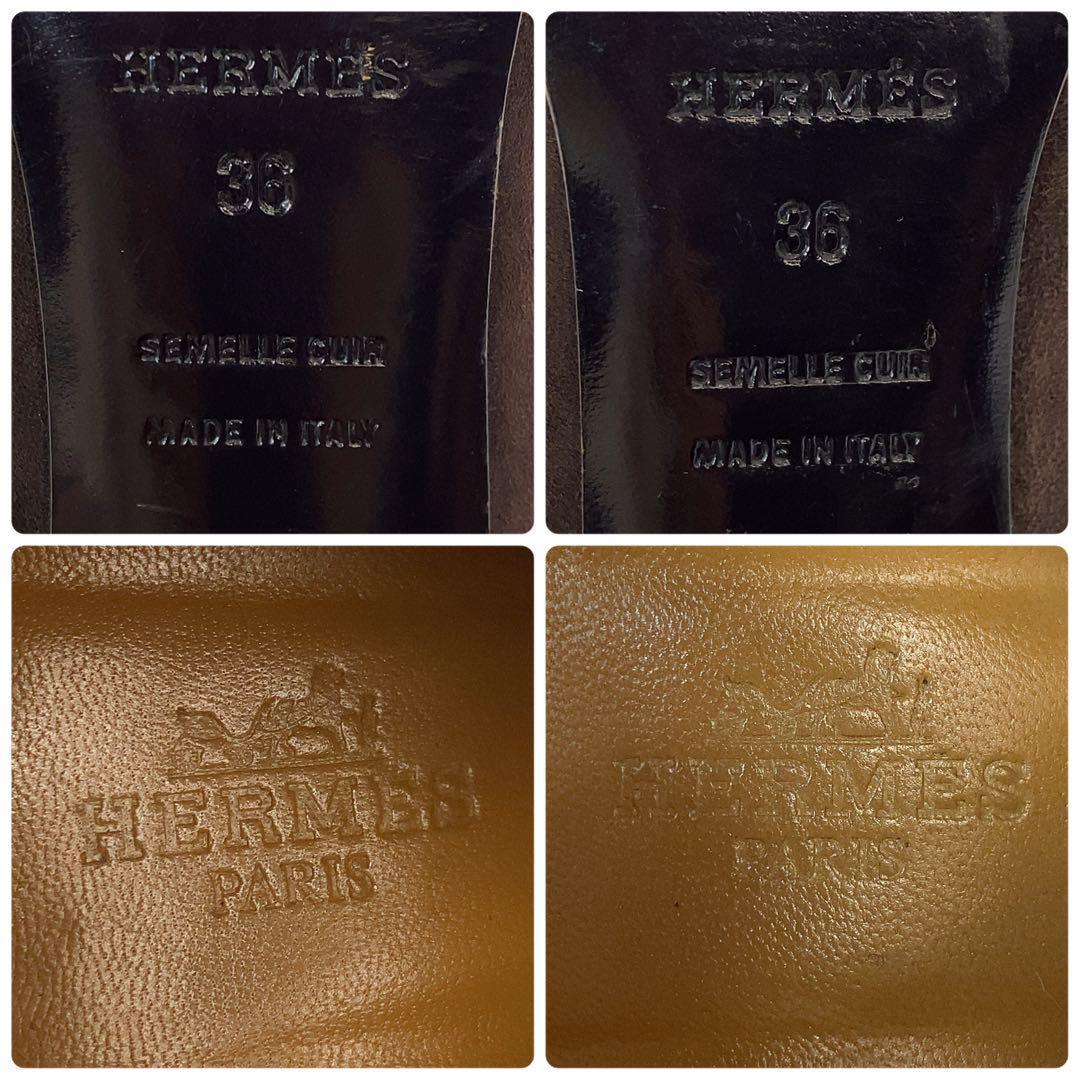 HERMÈS
36
SEMELLE CUIR
MADE IN ITALY
HERMÈS
36
SEMELLE CUIR
MADE IN ITALY
HERMÈS
PARIS
HERMÈS
PARIS